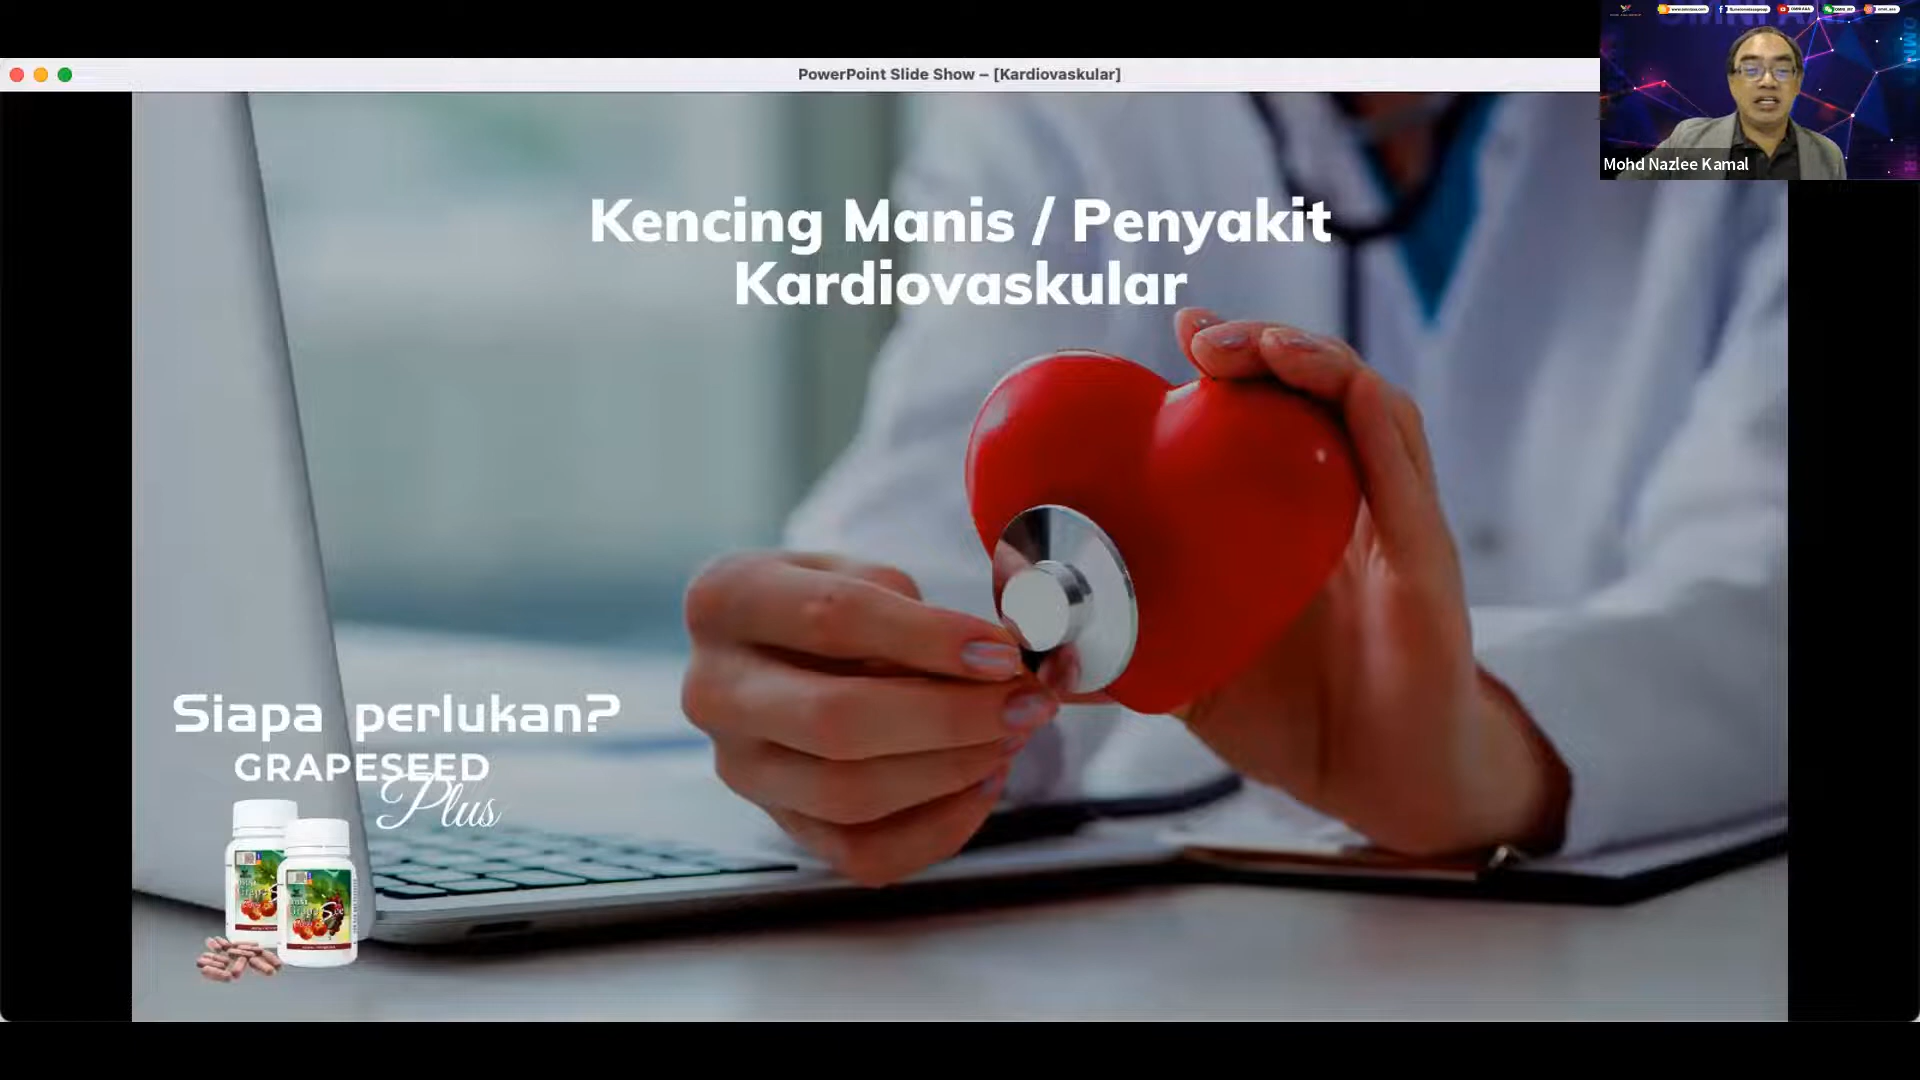 PowerPoint Slide Show – [Kardiovaskular]
Mohd Nazlee Kamal
Kencing Manis / Penyakit
Kardiovaskular
Siapa perlukan?
GRAPESEED
Plus